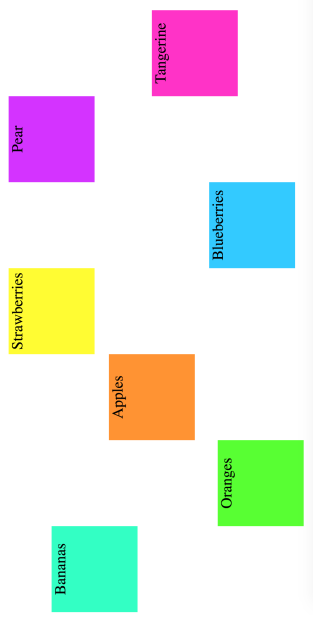 Tangerine
Pear
Blueberries
Strawberries
Apples
Oranges
Bananas